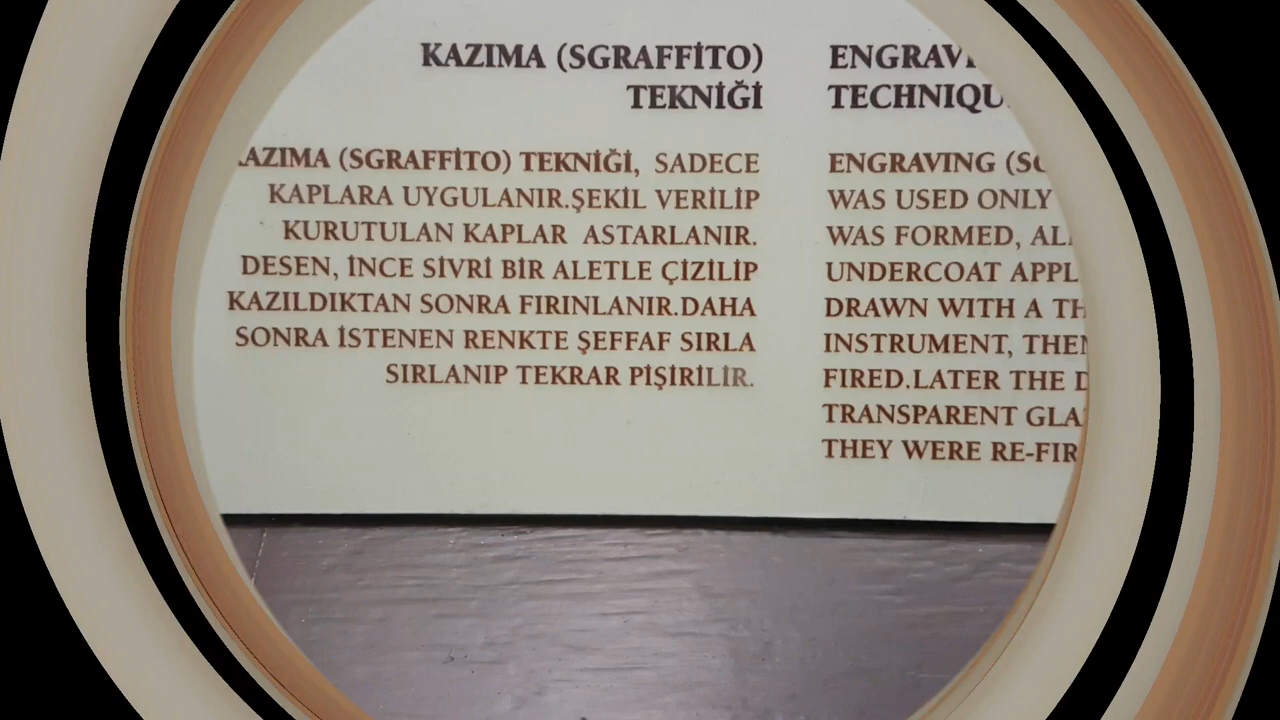 KAZIMA (SGRAFFİTO)
TEKNİĞİ
KAZIMA (SGRAFFİTO) TEKNİĞİ, SADECE
KAPLARA UYGULANIR.ŞEKİL VERİLİP
KURUTULAN KAPLAR ASTARLANIR.
DESEN, İNCE SİVRİ BİR ALETLE ÇİZİLİP
KAZILDIKTAN SONRA FIRINLANIR.DAHA
SONRA İSTENEN RENKTE ŞEFFAF SIRLA
SIRLANIP TEKRAR PİŞİRİLİR.
ENGRAVING
TECHNIQUE
ENGRAVING
WAS USED ONLY
WAS FORMED,
UNDERCOAT
DRAWN WITH A
INSTRUMENT,
FIRED.LATER THE
TRANSPARENT
THEY WERE